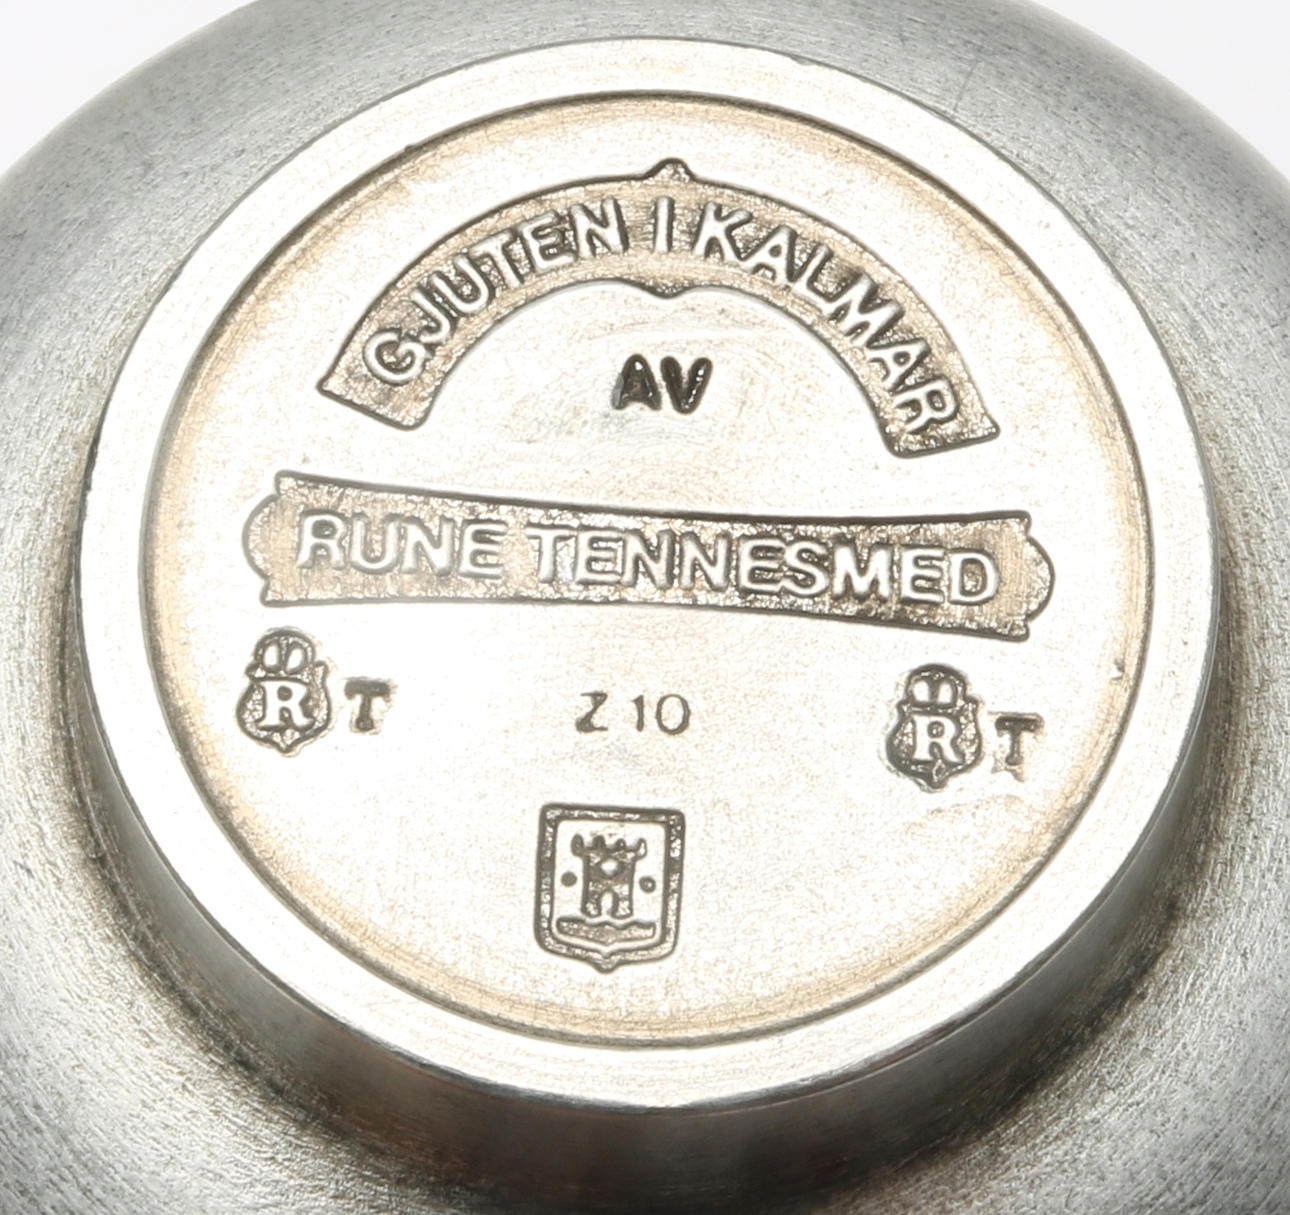 GJUTEN I KALMAR
AV
RUNE TENNESMED
R T
Z 10
R T